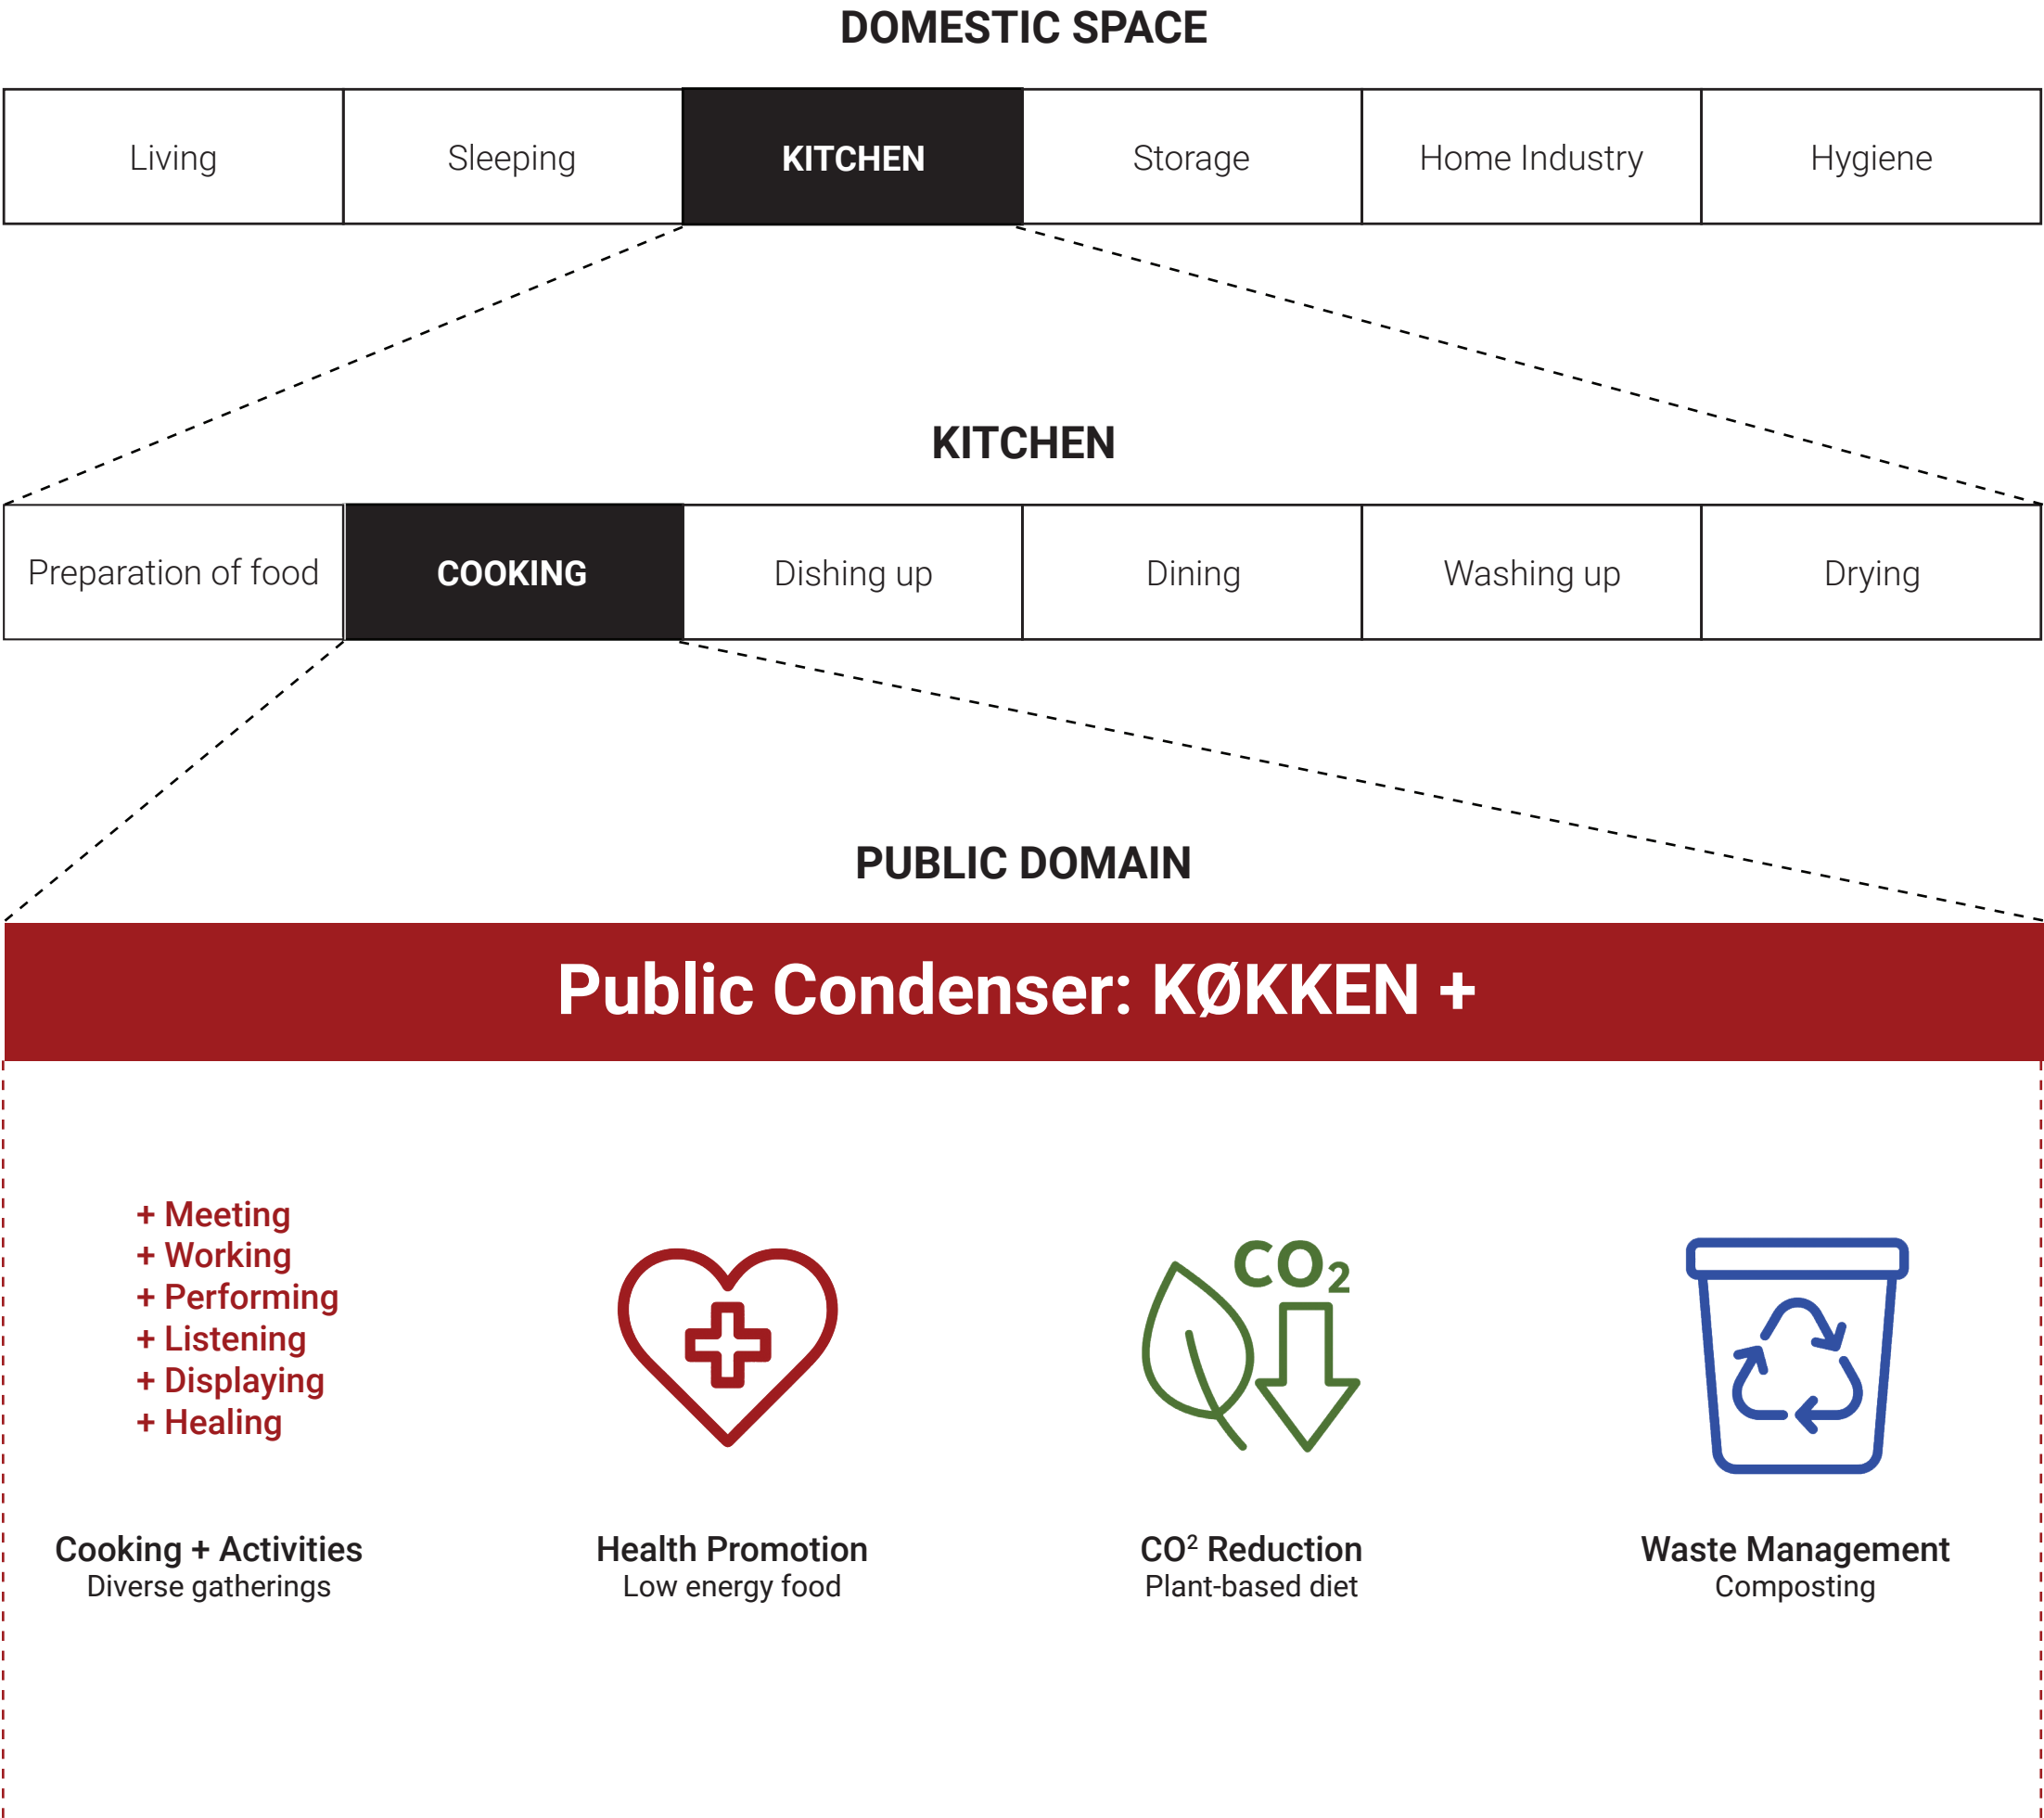 DOMESTIC SPACE
Living
Sleeping
KITCHEN
Storage
Home Industry
Hygiene
KITCHEN
Preparation of food
COOKING
Dishing up
Dining
Washing up
Drying
PUBLIC DOMAIN
Public Condenser: KØKKEN +
+ Meeting
+ Working
+ Performing
+ Listening
+ Displaying
+ Healing
CO₂
Cooking + Activities
Diverse gatherings
Health Promotion
Low energy food
CO² Reduction
Plant-based diet
Waste Management
Composting